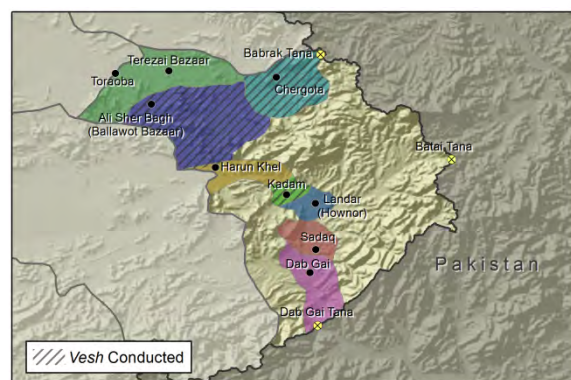 Babrak Tana
Terezai Bazaar
Toraoba
Chergota
Ali Sher Bagh
(Ballawot Bazaar)
Batai Tana
Harun Khel
Kadam
Landar
(Hownor)
Sadaq
Dab Gai
Pakistan
Dab Gai Tana
Vesh Conducted